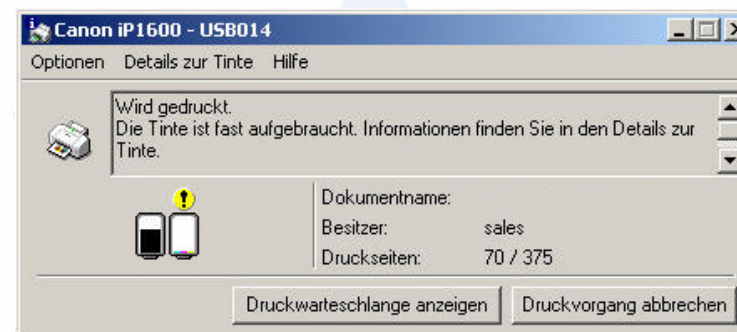 Canon iP1600 - USB014
Optionen Details zur Tinte Hilfe
Wird gedruckt.
Die Tinte ist fast aufgebraucht. Informationen finden Sie in den Details zur
Tinte.
Dokumentname:
Besitzer: sales
Druckseiten: 70 / 375
Druckwarteschlange anzeigen Druckvorgang abbrechen